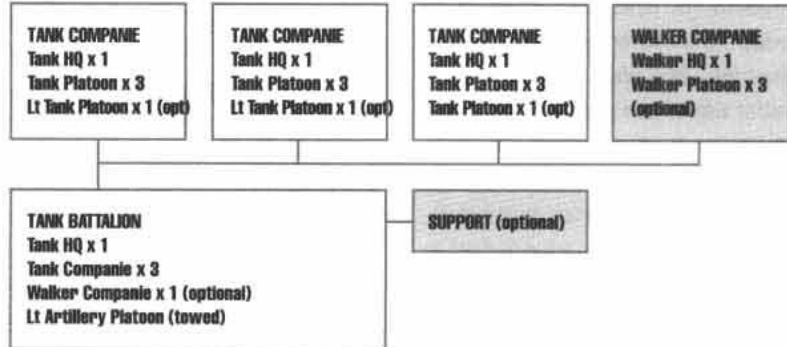 TANK COMPANIE
Tank HQ x 1
Tank Platoon x 3
Lt Tank Platoon x 1 (opt)
TANK COMPANIE
Tank HQ x 1
Tank Platoon x 3
Lt Tank Platoon x 1 (opt)
TANK COMPANIE
Tank HQ x 1
Tank Platoon x 3
Tank Platoon x 1 (opt)
WALKER COMPANIE
Walker HQ x 1
Walker Platoon x 3
(optional)
TANK BATTALION
Tank HQ x 1
Tank Companie x 3
Walker Companie x 1 (optional)
Lt Artillery Platoon (towed)
SUPPORT (optional)